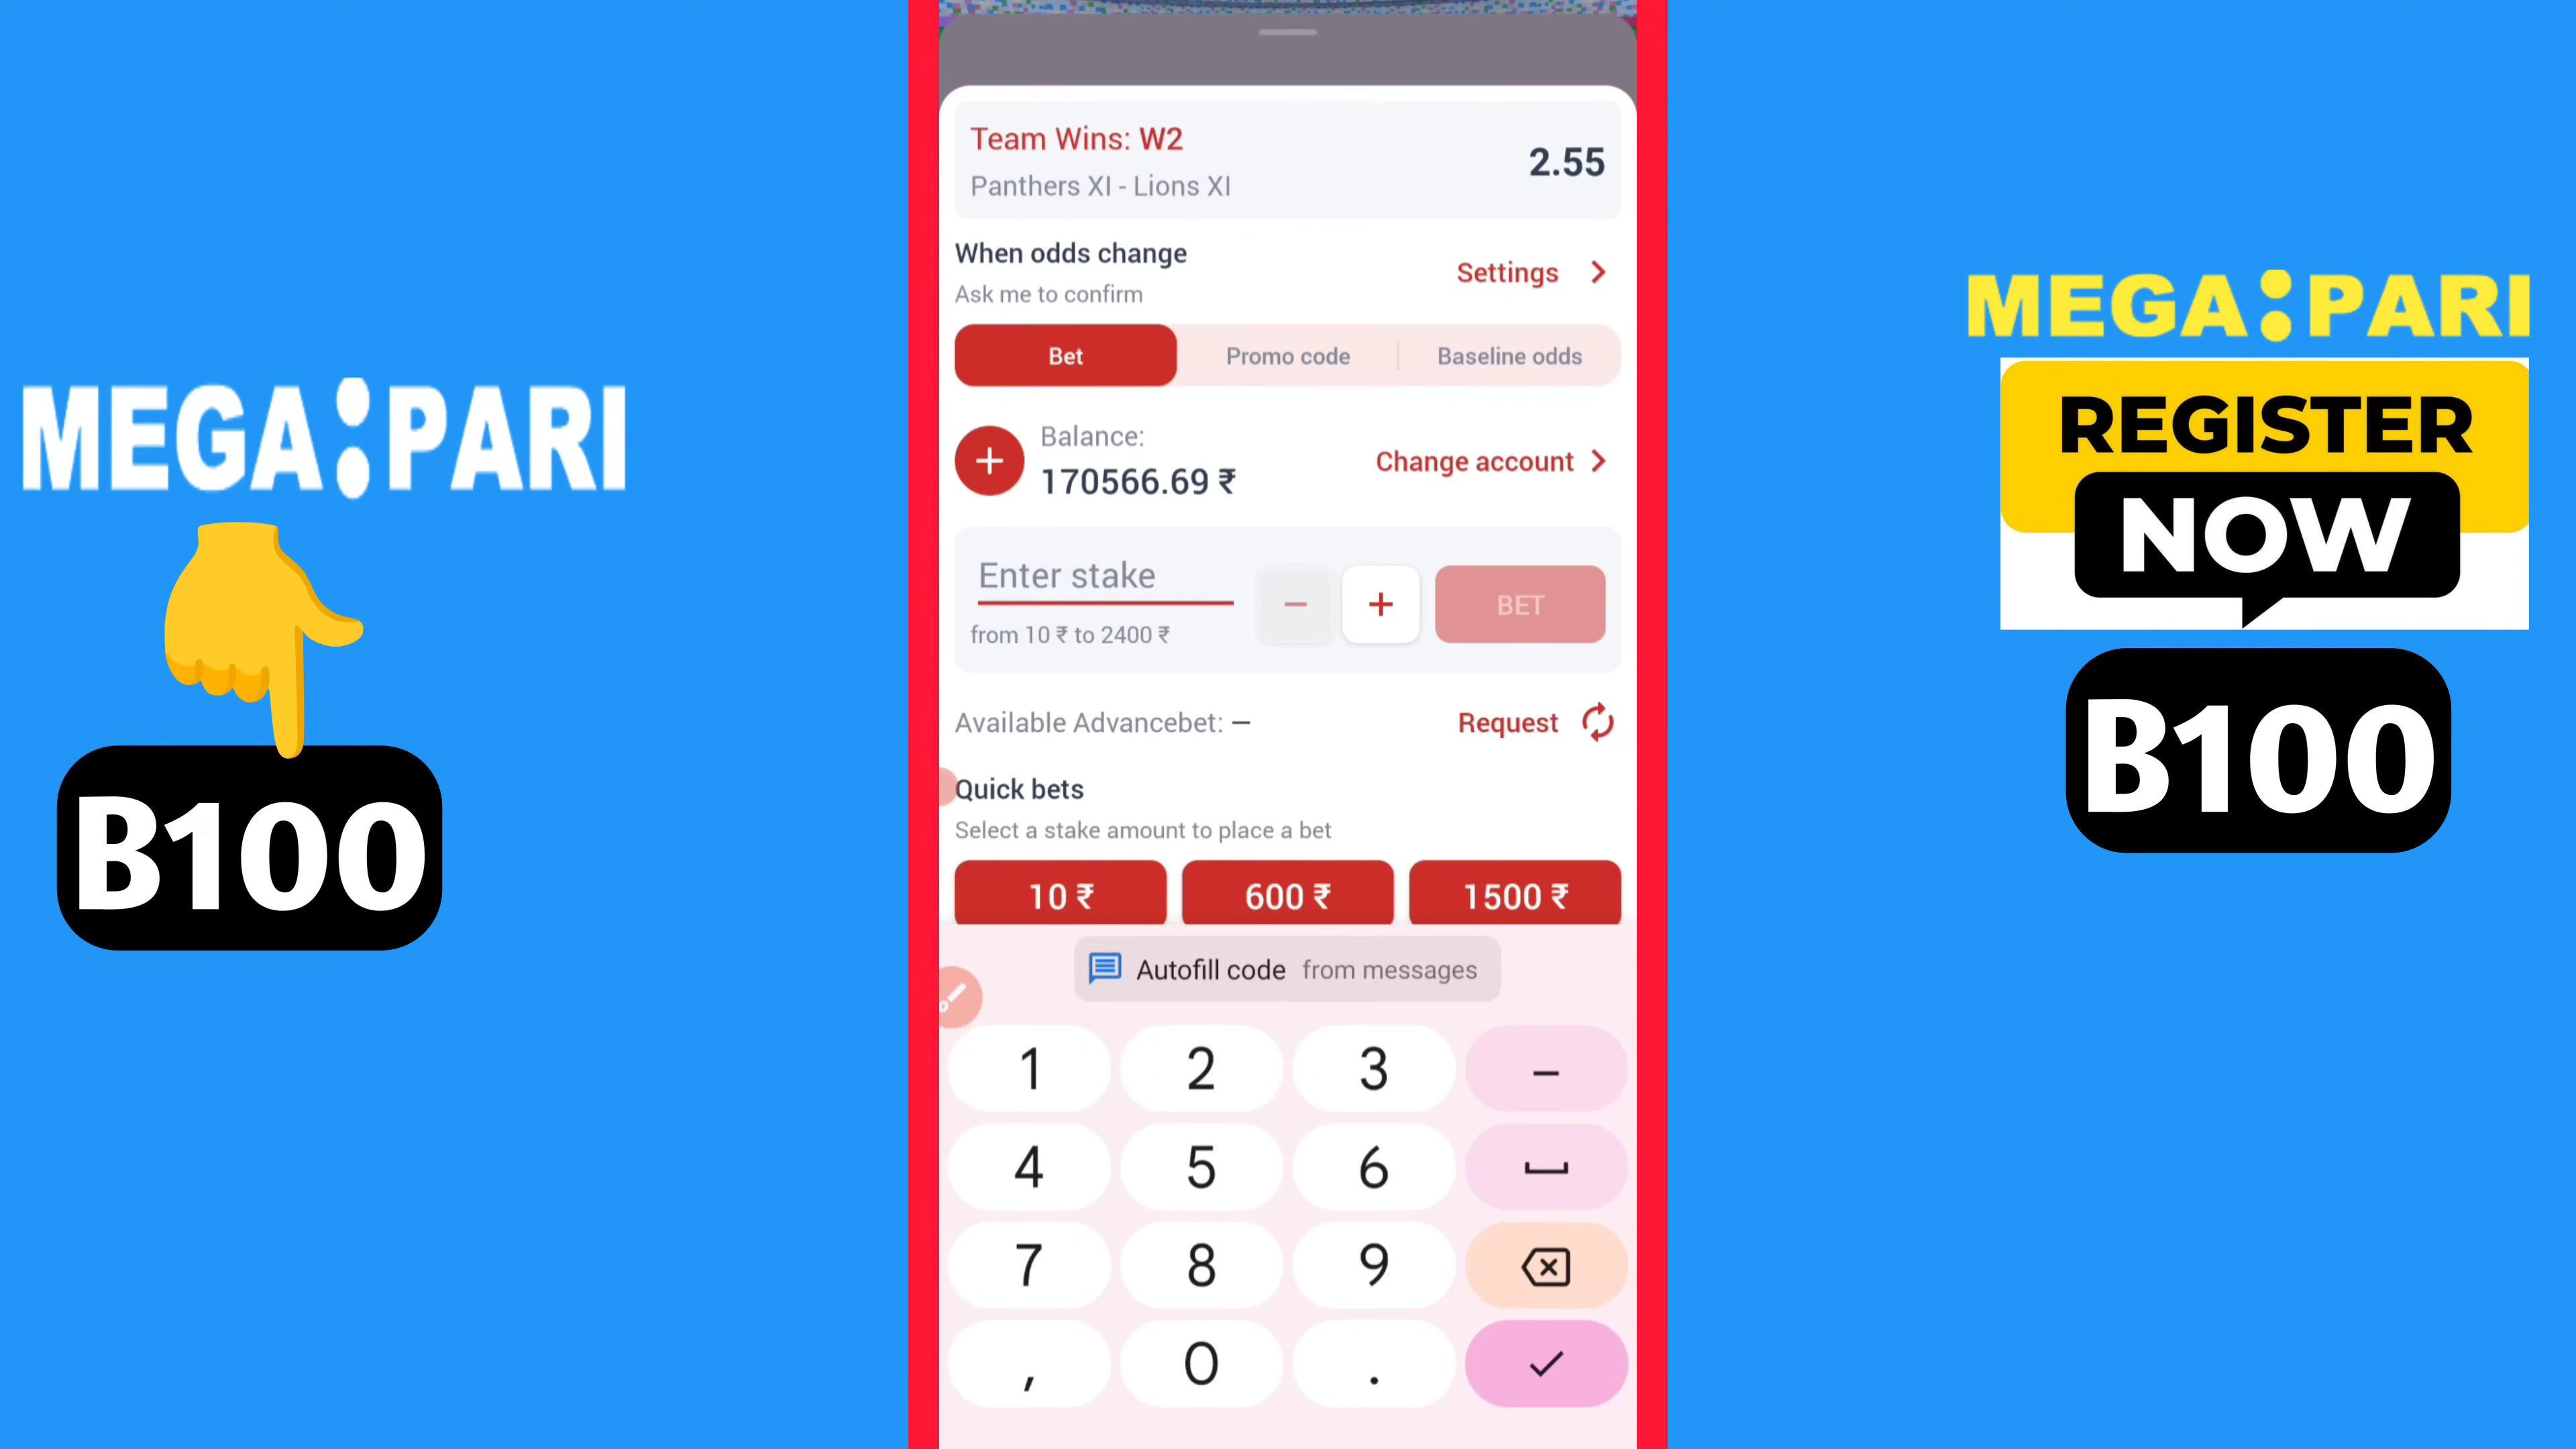 MEGA:PARI
B100
Team Wins: W2
2.55
Panthers XI - Lions XI
When odds change
Settings
Ask me to confirm
Bet
Promo code
Baseline odds
Balance:
170566.69 ₹
Change account
Enter stake
from 10 ₹ to 2400 ₹
− + BET
Available Advancebet: —
Request
Quick bets
Select a stake amount to place a bet
10 ₹
600 ₹
1500 ₹
Autofill code from messages
1 2 3 −
4 5 6
7 8 9
, 0 .
MEGA:PARI
REGISTER
NOW
B100